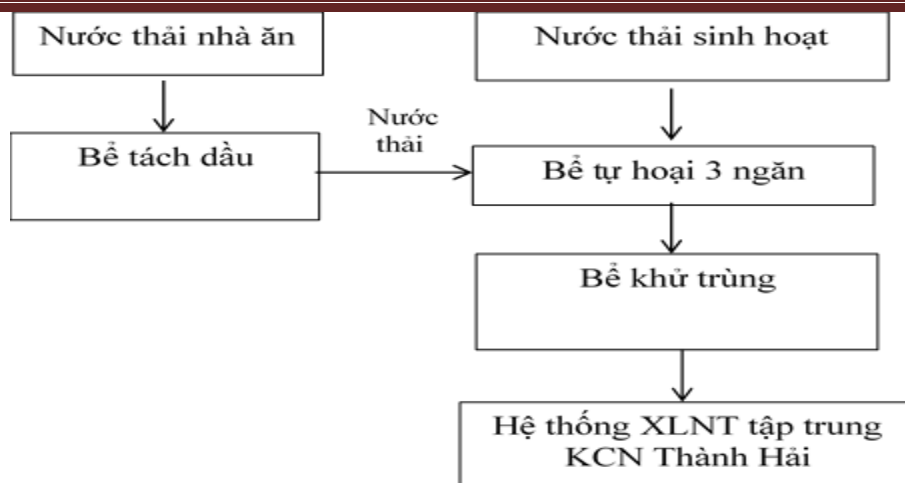 Nước thải nhà ăn
Nước thải sinh hoạt
Nước
thải
Bể tách dầu
Bể tự hoại 3 ngăn
Bể khử trùng
Hệ thống XLNT tập trung
KCN Thành Hải